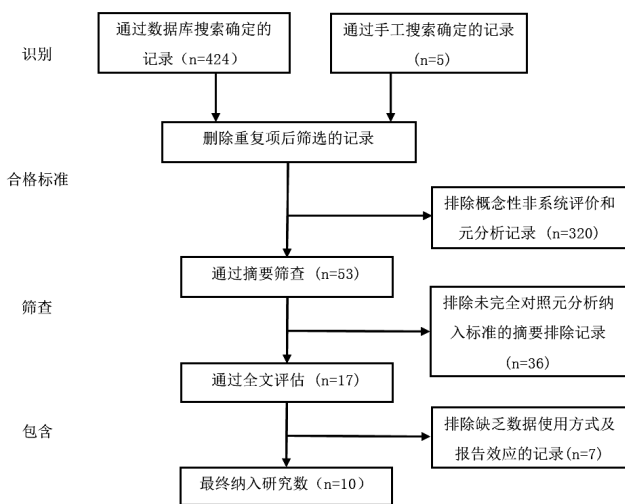 识别
通过数据库搜索确定的
记录（n=424）
通过手工搜索确定的记录
(n=5)
删除重复项后筛选的记录
合格标准
排除概念性非系统评价和
元分析记录 (n=320)
通过摘要筛查 (n=53)
筛查
排除未完全对照元分析纳
入标准的摘要排除记录
(n=36)
通过全文评估 (n=17)
包含
排除缺乏数据使用方式及
报告效应的记录(n=7)
最终纳入研究数（n=10）